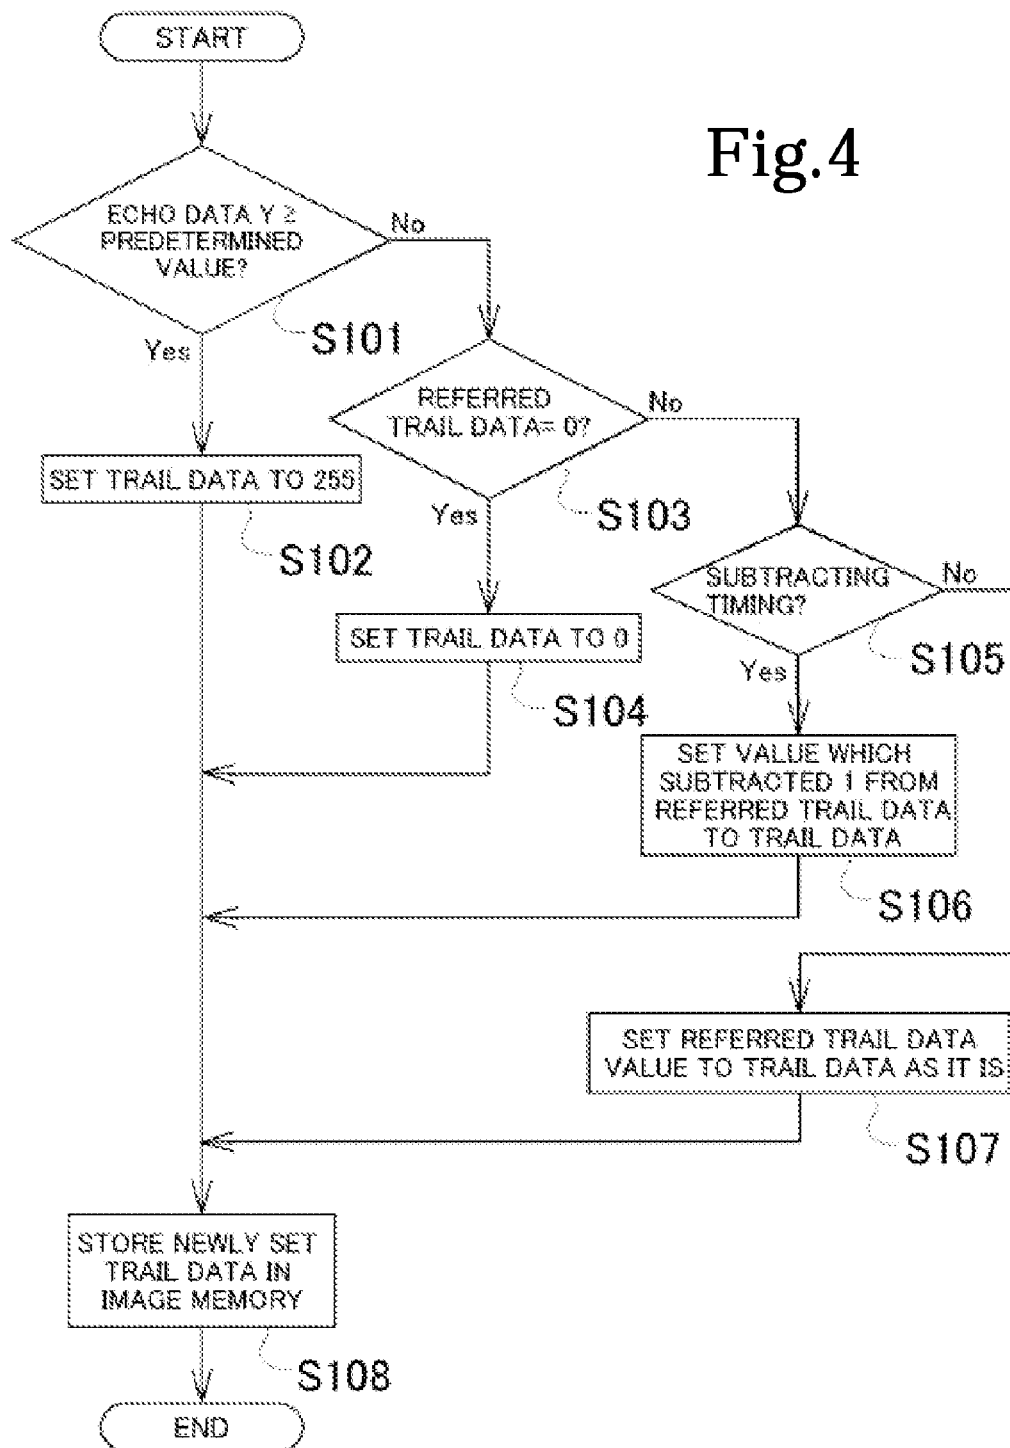 START
Fig.4
ECHO DATA Y ≥
PREDETERMINED
VALUE?
No
S101
Yes
REFERRED
TRAIL DATA= 0?
No
SET TRAIL DATA TO 255
S103
Yes
S102
SUBTRACTING
TIMING?
No
SET TRAIL DATA TO 0
S105
Yes
S104
SET VALUE WHICH
SUBTRACTED 1 FROM
REFERRED TRAIL DATA
TO TRAIL DATA
S106
SET REFERRED TRAIL DATA
VALUE TO TRAIL DATA AS IT IS
S107
STORE NEWLY SET
TRAIL DATA IN
IMAGE MEMORY
S108
END